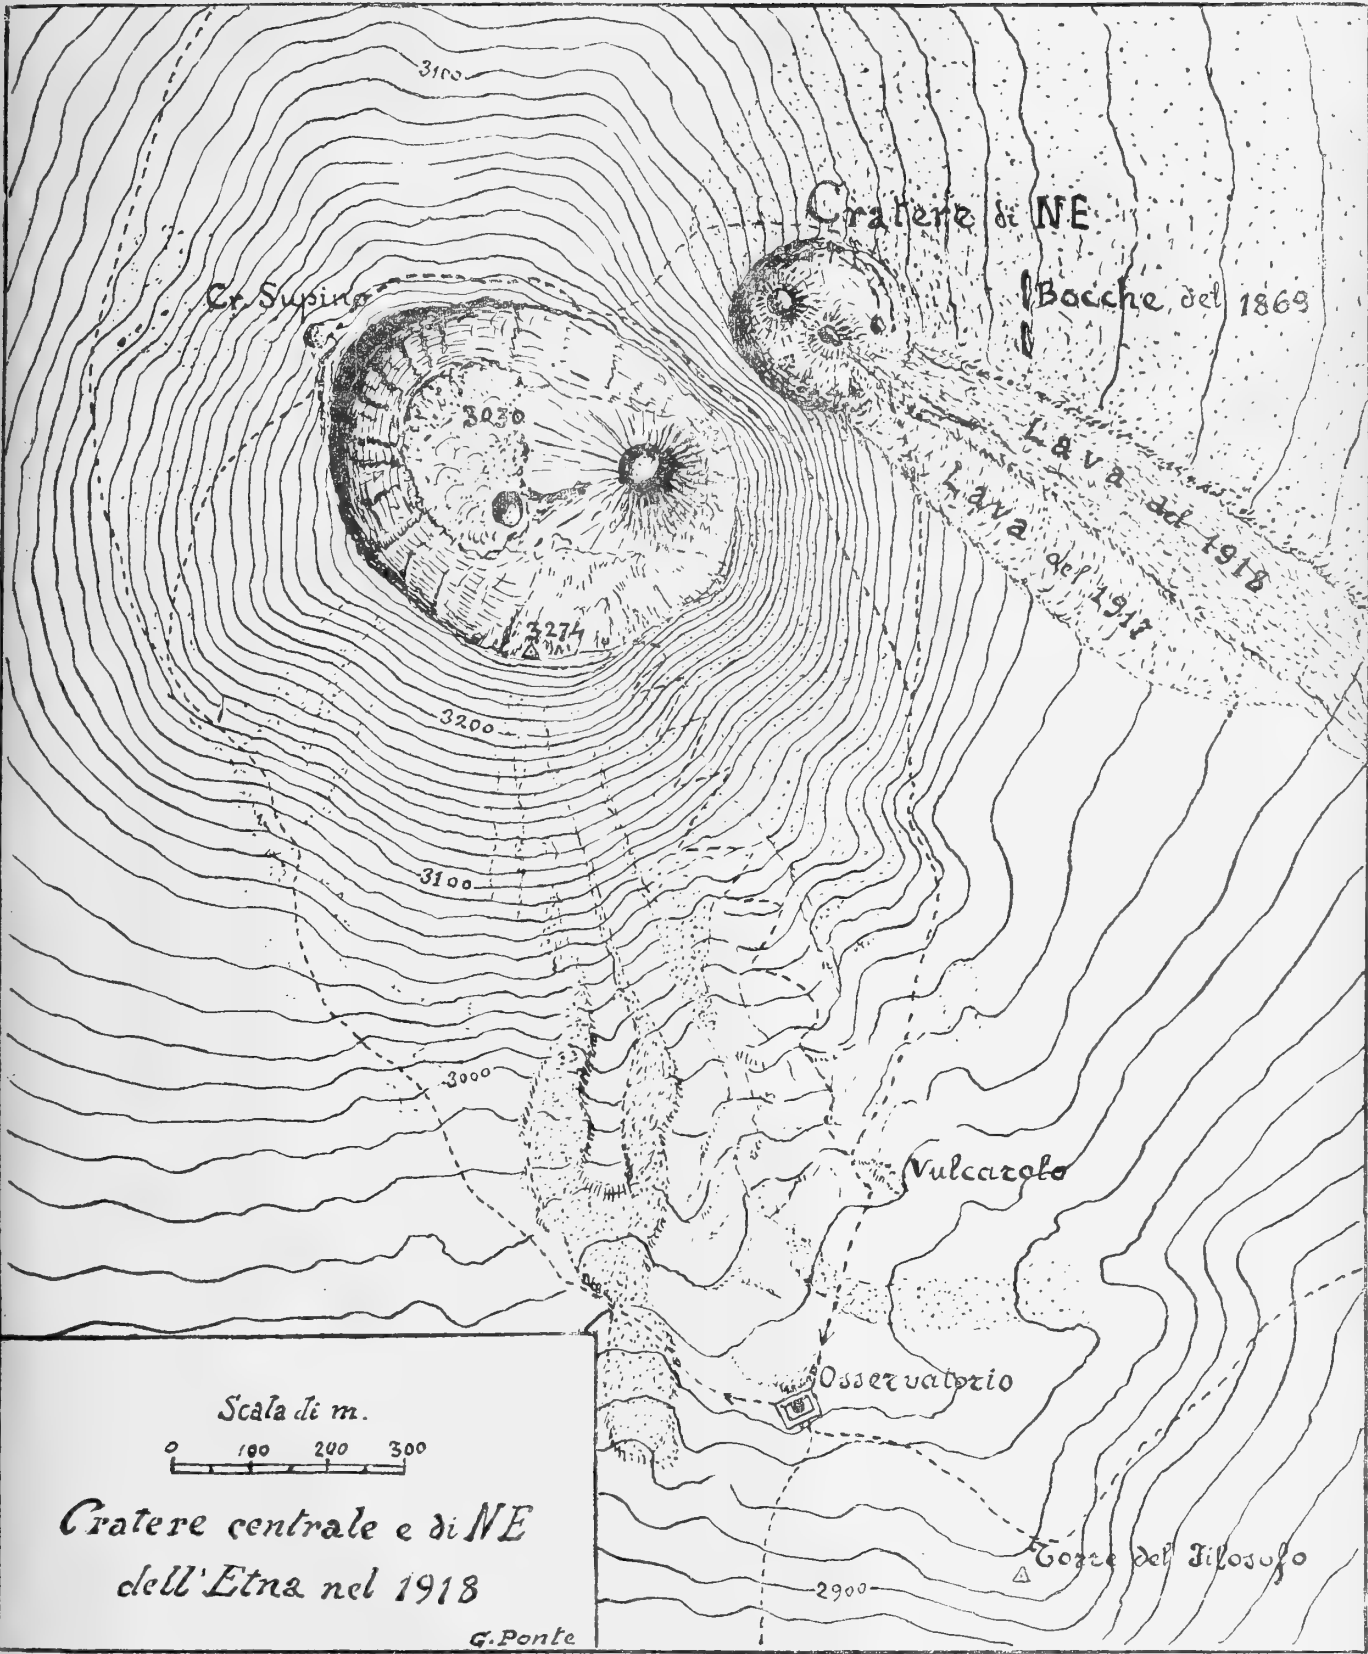 3100
Cratere di NE
Cr. Supino
Bocche del 1869
3030
Lava del 1918
Lava del 1917
3274
3200
3100
3000
Vulcarolo
Osservatorio
Torre del Filosofo
2900
Scala di m.
0 100 200 300
Cratere centrale e di NE
dell'Etna nel 1918
G. Ponte